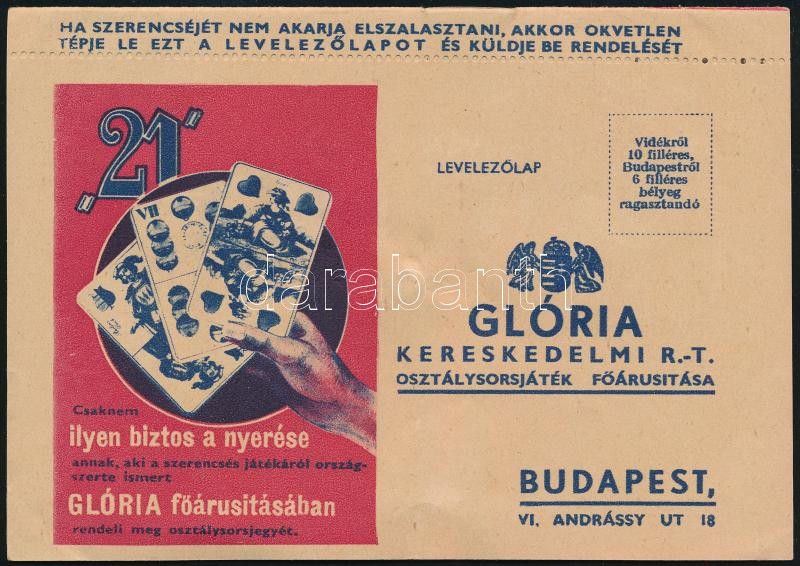 HA SZERENCSÉJÉT NEM AKARJA ELSZALASZTANI, AKKOR OKVETLEN
TÉPJE LE EZT A LEVELEZŐLAPOT ÉS KÜLDJE BE RENDELÉSÉT
„21”
VII
Csaknem
ilyen biztos a nyerése
annak, aki a szerencsés játékáról ország-
szerte ismert
GLÓRIA főárusitásában
rendeli meg osztálysorsjegyét.
LEVELEZŐLAP
Vidékről
10 filléres,
Budapestről
6 filléres
bélyeg
ragasztandó
GLÓRIA
KERESKEDELMI R.-T.
OSZTÁLYSORSJÁTÉK FŐÁRUSITÁSA
BUDAPEST,
VI, ANDRÁSSY UT 18
darabanth